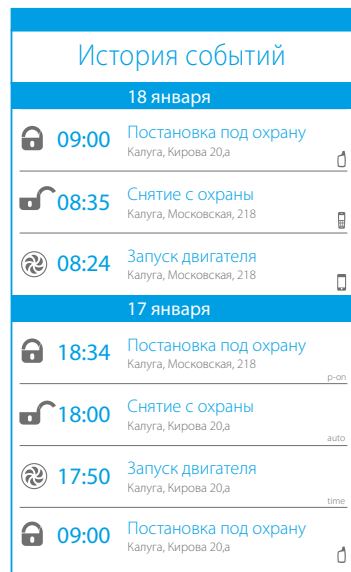 История событий
18 января
09:00 Постановка под охрану
Калуга, Кирова 20,а
08:35 Снятие с охраны
Калуга, Московская, 218
08:24 Запуск двигателя
Калуга, Московская, 218
17 января
18:34 Постановка под охрану
Калуга, Московская, 218
p-on
18:00 Снятие с охраны
Калуга, Кирова 20,а
auto
17:50 Запуск двигателя
Калуга, Кирова 20,а
time
09:00 Постановка под охрану
Калуга, Кирова 20,а